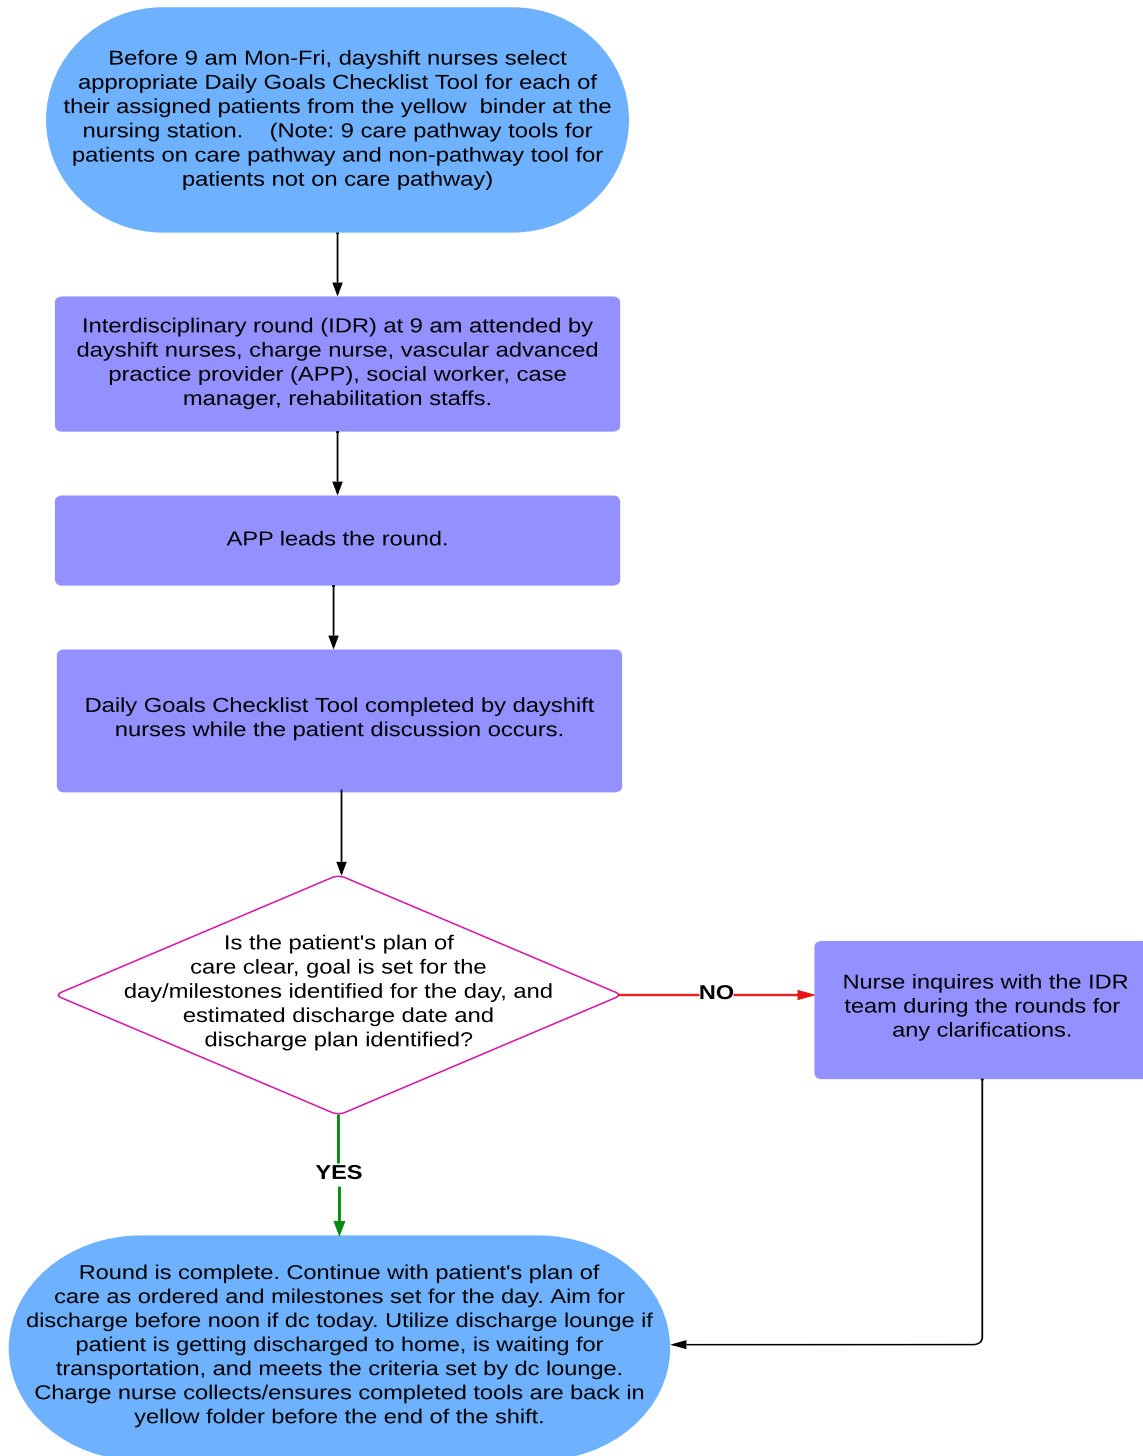 Before 9 am Mon-Fri, dayshift nurses select
appropriate Daily Goals Checklist Tool for each of
their assigned patients from the yellow  binder at the
nursing station.    (Note: 9 care pathway tools for
patients on care pathway and non-pathway tool for
patients not on care pathway)
Interdisciplinary round (IDR) at 9 am attended by
dayshift nurses, charge nurse, vascular advanced
practice provider (APP), social worker, case
manager, rehabilitation staffs.
APP leads the round.
Daily Goals Checklist Tool completed by dayshift
nurses while the patient discussion occurs.
Is the patient's plan of
care clear, goal is set for the
day/milestones identified for the day, and
estimated discharge date and
discharge plan identified?
NO
Nurse inquires with the IDR
team during the rounds for
any clarifications.
YES
Round is complete. Continue with patient's plan of
care as ordered and milestones set for the day. Aim for
discharge before noon if dc today. Utilize discharge lounge if
patient is getting discharged to home, is waiting for
transportation, and meets the criteria set by dc lounge.
Charge nurse collects/ensures completed tools are back in
yellow folder before the end of the shift.